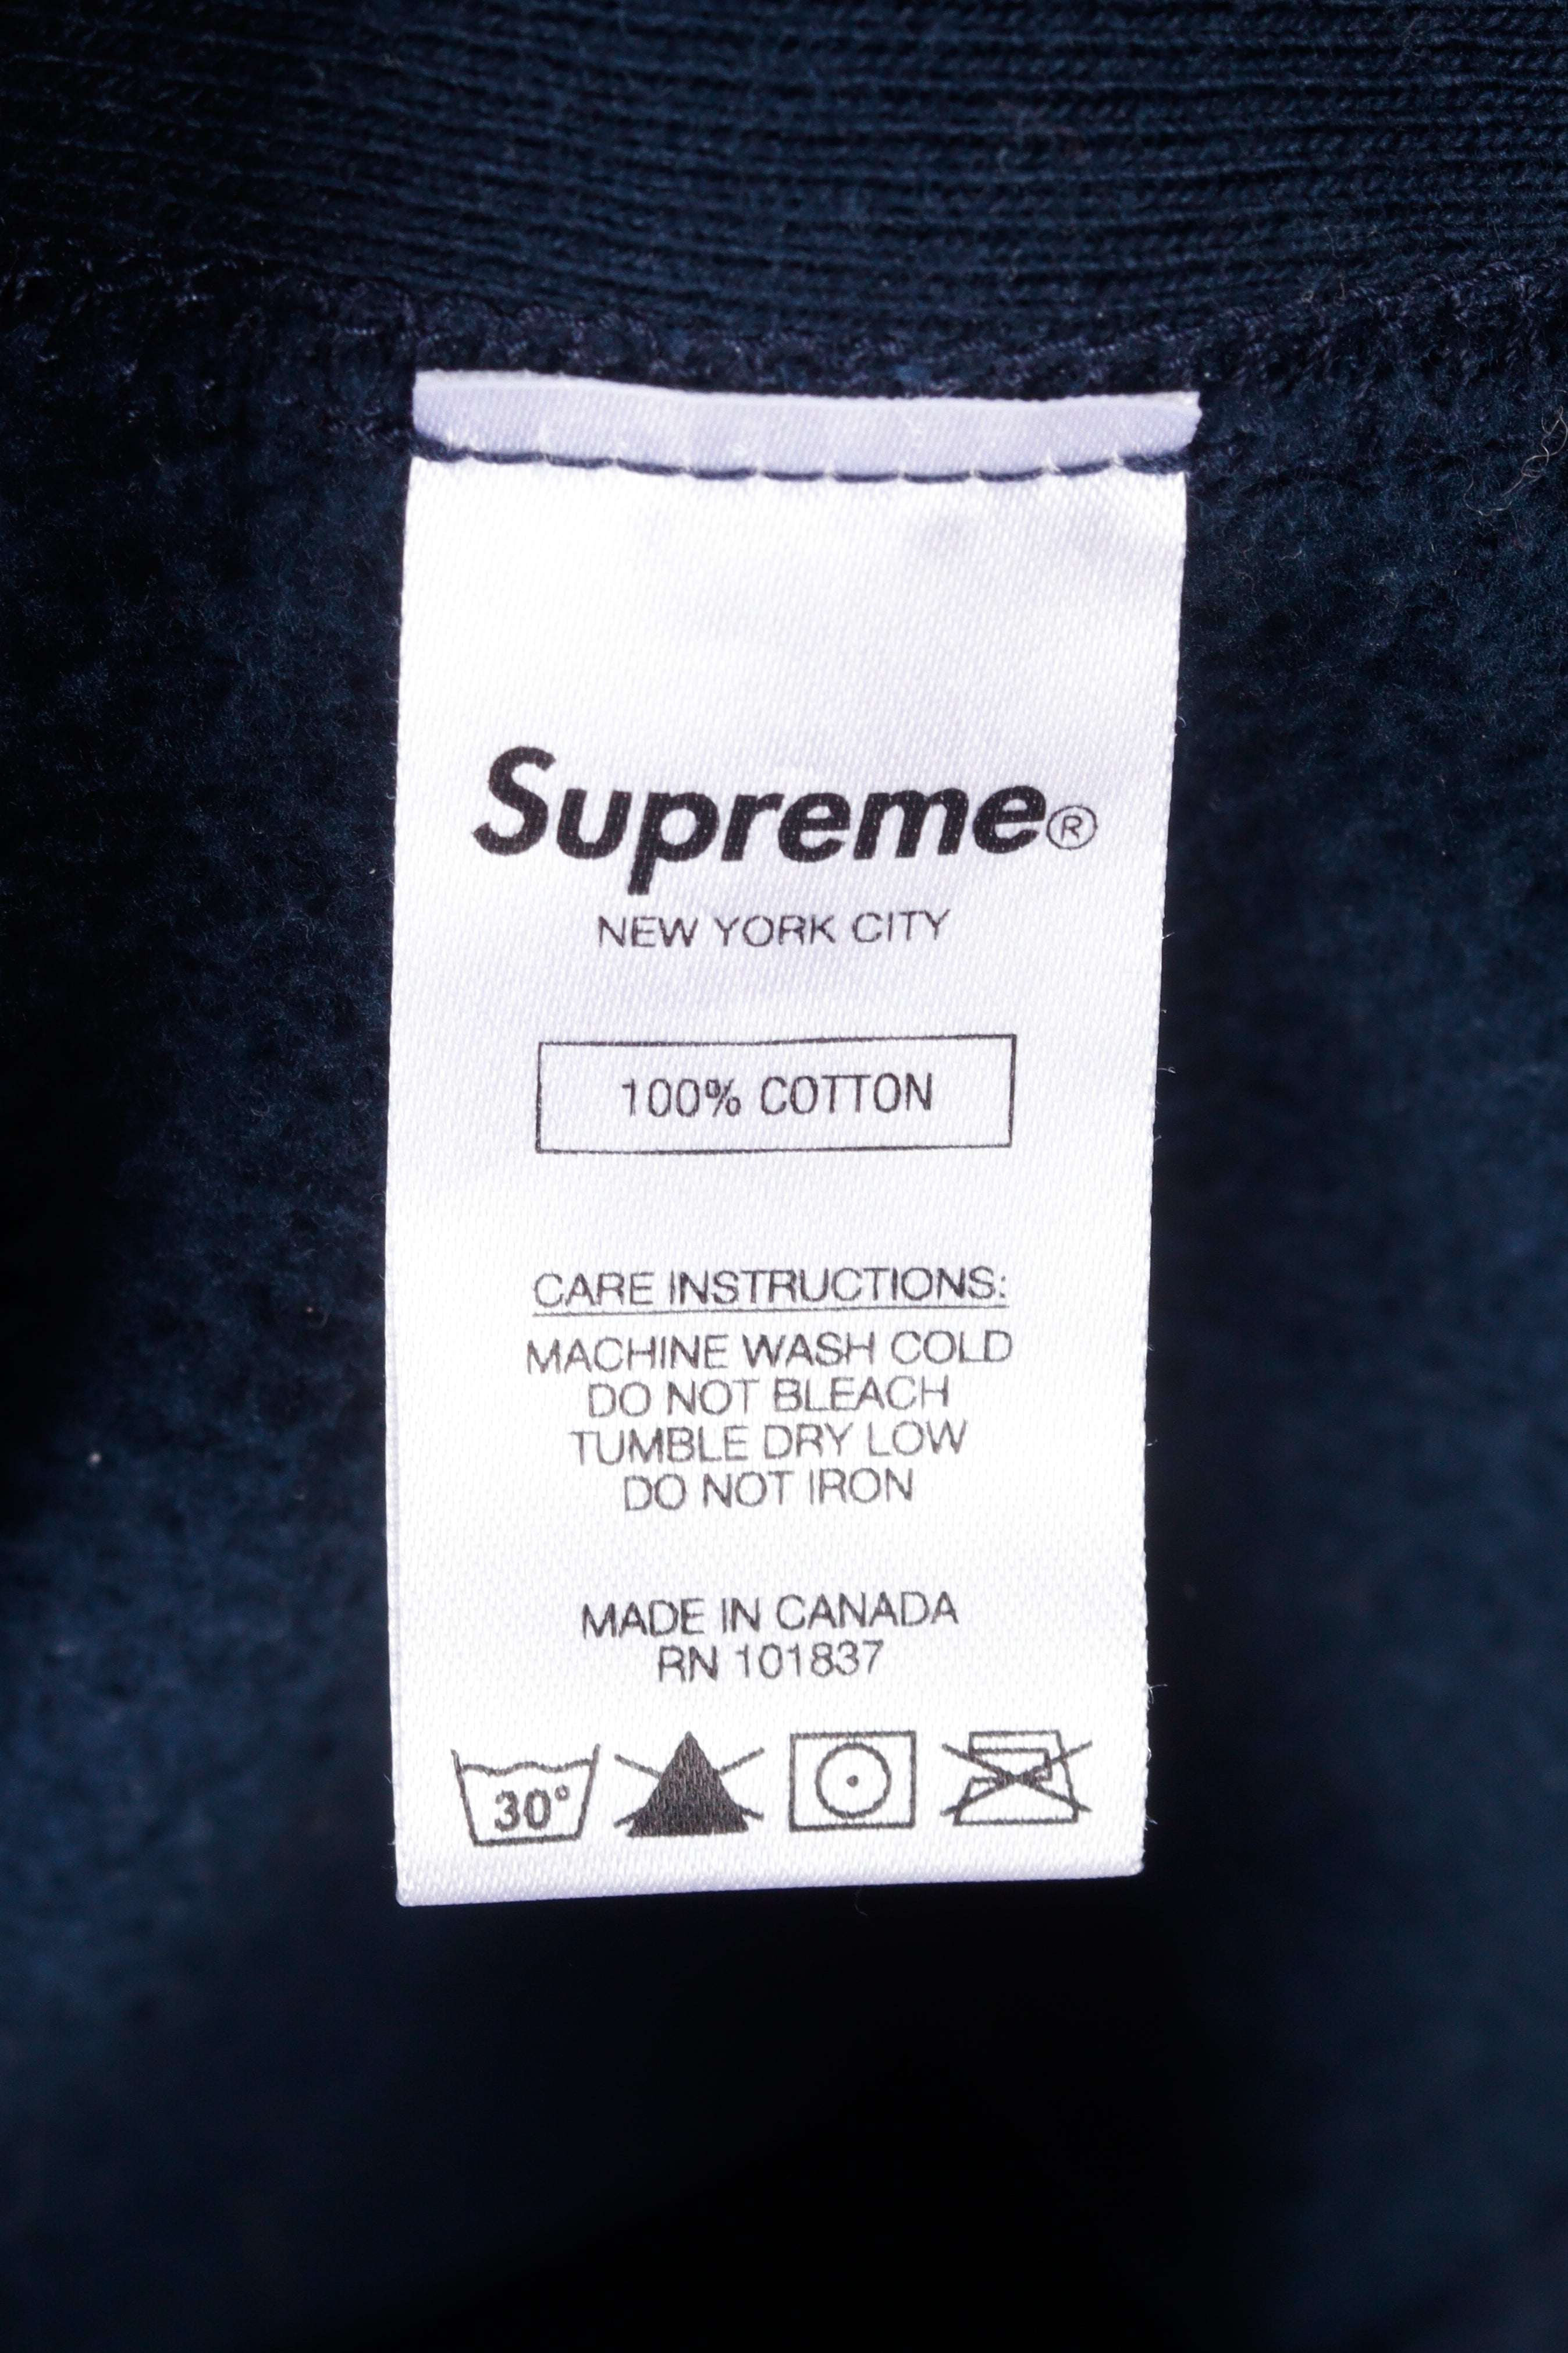 Supreme®
NEW YORK CITY
100% COTTON
CARE INSTRUCTIONS:
MACHINE WASH COLD
DO NOT BLEACH
TUMBLE DRY LOW
DO NOT IRON
MADE IN CANADA
RN 101837
30°